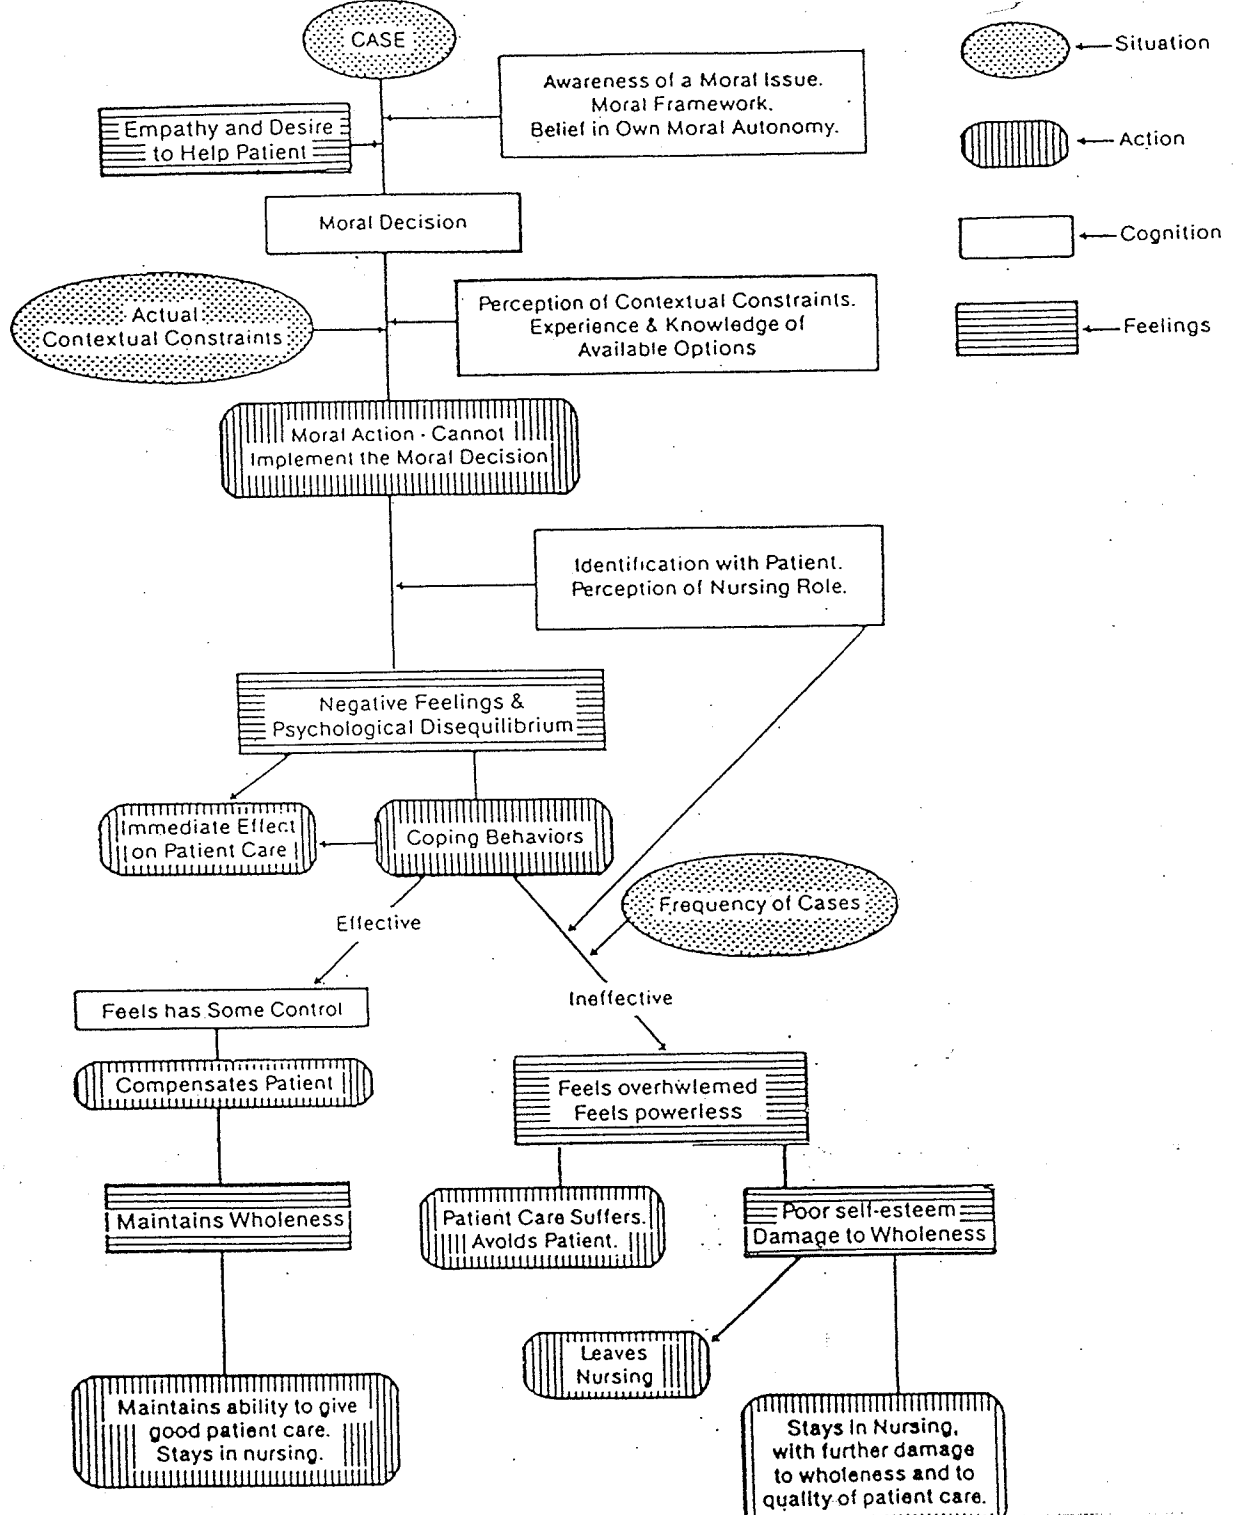 CASE
Situation
Awareness of a Moral Issue.
Moral Framework.
Belief in Own Moral Autonomy.
Empathy and Desire
to Help Patient
Action
Moral Decision
Cognition
Actual
Contextual Constraints
Perception of Contextual Constraints.
Experience & Knowledge of
Available Options
Feelings
Moral Action - Cannot
Implement the Moral Decision
Identification with Patient.
Perception of Nursing Role.
Negative Feelings &
Psychological Disequilibrium
Immediate Effect
on Patient Care
Coping Behaviors
Effective
Frequency of Cases
Ineffective
Feels has Some Control
Compensates Patient
Feels overhwlemed
Feels powerless
Maintains Wholeness
Patient Care Suffers.
Avoids Patient.
Poor self-esteem
Damage to Wholeness
Leaves
Nursing
Maintains ability to give
good patient care.
Stays in nursing.
Stays In Nursing,
with further damage
to wholeness and to
quality of patient care.